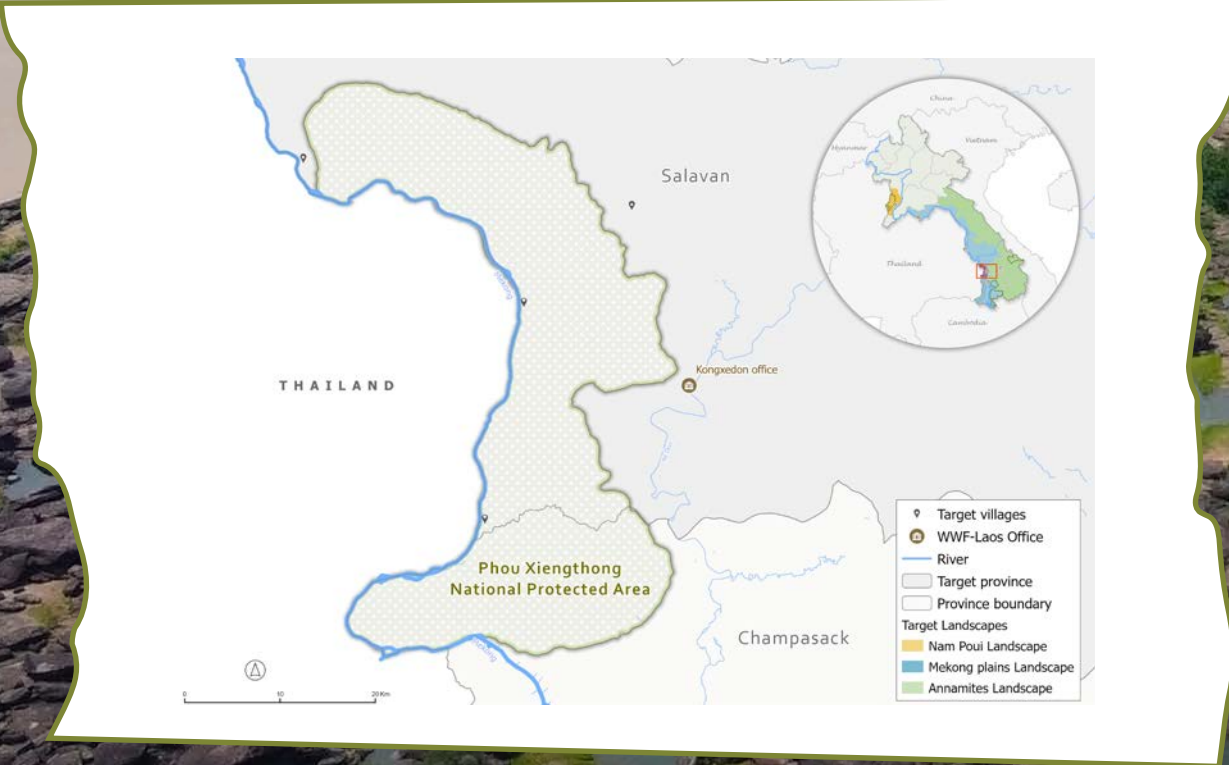 China
Myanmar
Vietnam
Salavan
Thailand
Mekong
Cambodia
Kongxedon office
THAILAND
Target villages
WWF-Laos Office
River
Target province
Province boundary
Target Landscapes
Nam Poui Landscape
Mekong plains Landscape
Annamites Landscape
Phou Xiengthong
National Protected Area
Champasack
Mekong
0 10 20 Km